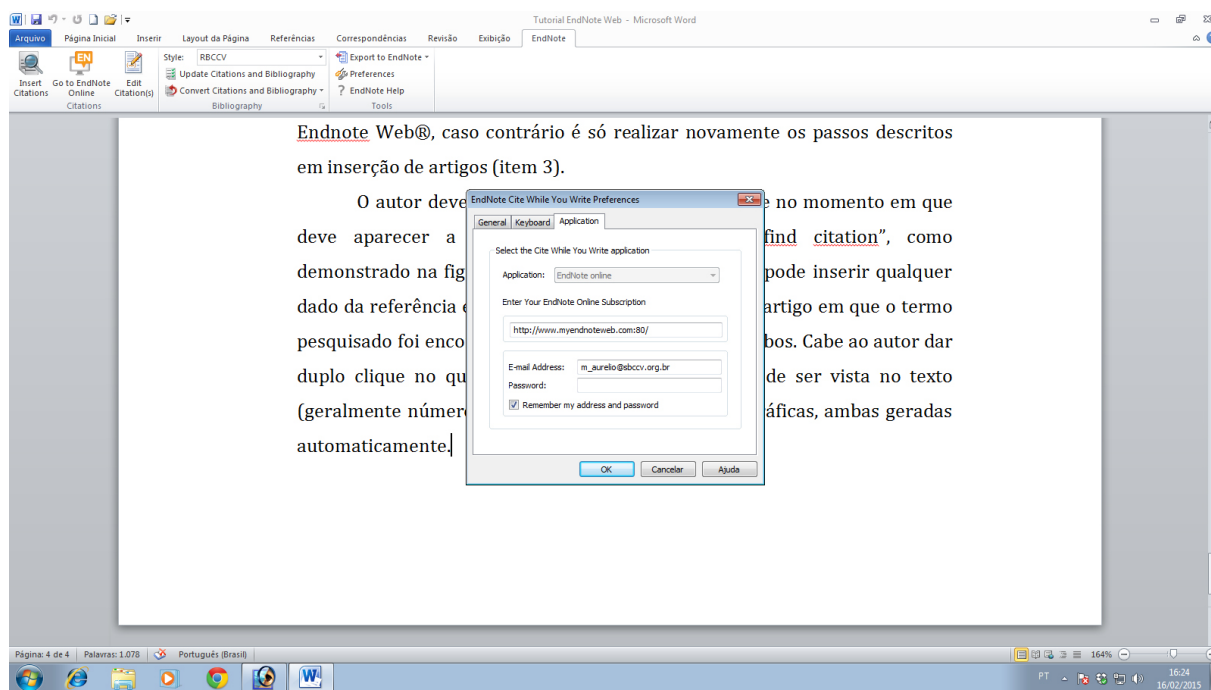 Tutorial EndNote Web - Microsoft Word
Arquivo Página Inicial Inserir Layout da Página Referências Correspondências Revisão Exibição EndNote
Insert Citations
Go to EndNote Online
Edit Citation(s)
Citations
Style: RBCCV
Update Citations and Bibliography
Convert Citations and Bibliography
Bibliography
Export to EndNote
Preferences
EndNote Help
Tools
Endnote Web®, caso contrário é só realizar novamente os passos descritos
em inserção de artigos (item 3).
O autor deve e no momento em que
deve aparecer a find citation”, como
demonstrado na fig pode inserir qualquer
dado da referência e artigo em que o termo
pesquisado foi enco bos. Cabe ao autor dar
duplo clique no qu de ser vista no texto
(geralmente númer áficas, ambas geradas
automaticamente.
EndNote Cite While You Write Preferences
General Keyboard Application
Select the Cite While You Write application
Application: EndNote online
Enter Your EndNote Online Subscription
http://www.myendnoteweb.com:80/
E-mail Address: m_aurelio@sbccv.org.br
Password:
Remember my address and password
OK Cancelar Ajuda
Página: 4 de 4 Palavras: 1.078 Português (Brasil) 164%
PT 16:24
16/02/2015